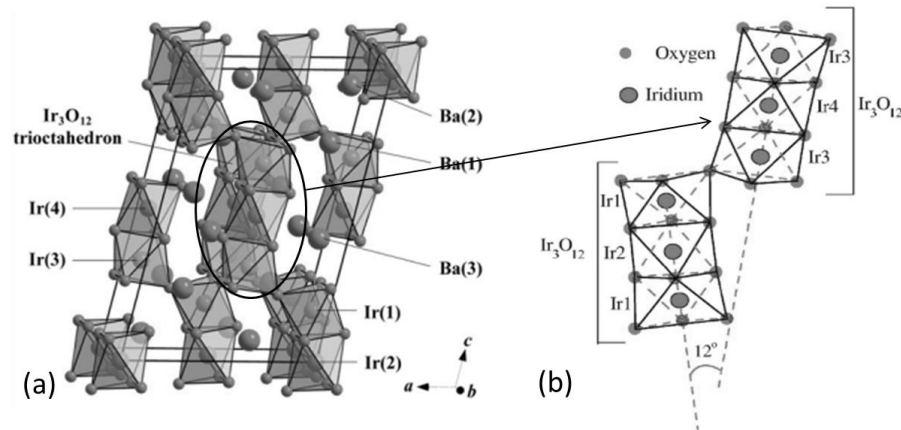 Ir₃O₁₂
trioctahedron
Ir(4)
Ir(3)
Ba(2)
Ba(1)
Ba(3)
Ir(1)
Ir(2)
c
a
b
(a)
Oxygen
Iridium
Ir3
Ir4
Ir3
Ir₃O₁₂
Ir₃O₁₂
Ir1
Ir2
Ir1
12°
(b)